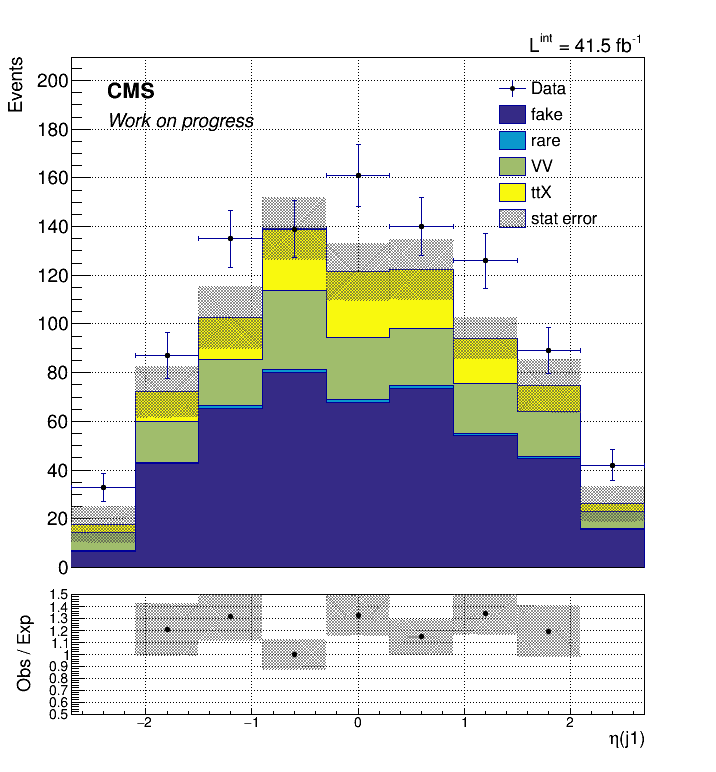 L^int = 41.5 fb^-1
Events
200
180
160
140
120
100
80
60
40
20
0
CMS
Work on progress
Data
fake
rare
VV
ttX
stat error
Obs / Exp
1.5
1.4
1.3
1.2
1.1
1
0.9
0.8
0.7
0.6
0.5
−2 −1 0 1 2
η(j1)